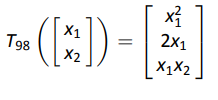 T₉₈ ([x₁ x₂]) = [x₁² 2x₁ x₁x₂]